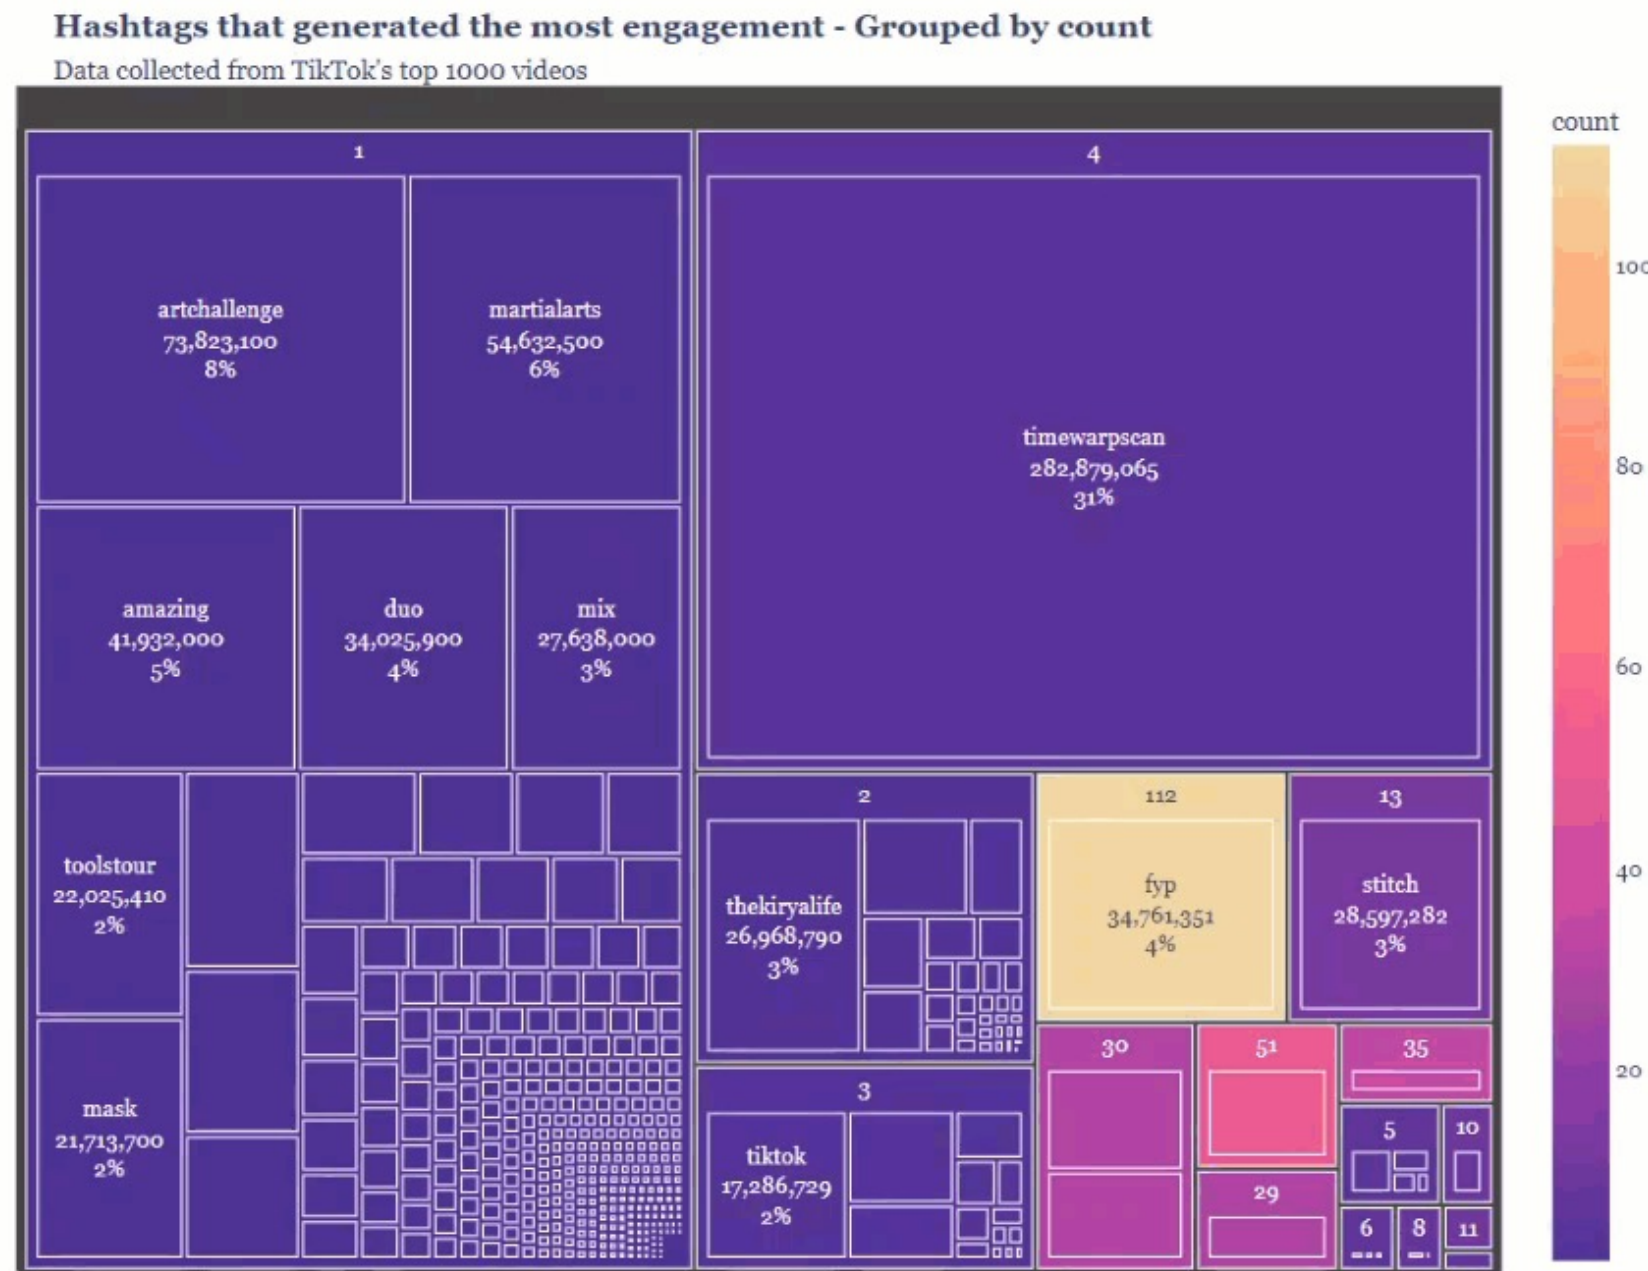 Hashtags that generated the most engagement - Grouped by count
Data collected from TikTok's top 1000 videos
count
1
artchallenge
73,823,100
8%
martialarts
54,632,500
6%
amazing
41,932,000
5%
duo
34,025,900
4%
mix
27,638,000
3%
toolstour
22,025,410
2%
mask
21,713,700
2%
4
timewarpscan
282,879,065
31%
2
thekiryalife
26,968,790
3%
3
tiktok
17,286,729
2%
112
fyp
34,761,351
4%
13
stitch
28,597,282
3%
30
51
35
29
5
10
6
8
11
100
80
60
40
20